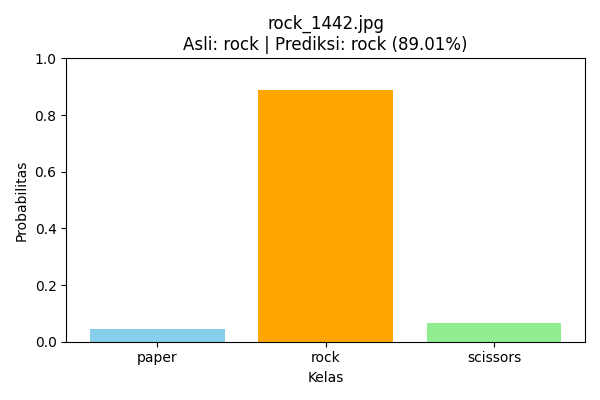 rock_1442.jpg
Asli: rock | Prediksi: rock (89.01%)
1.0
0.8
0.6
0.4
0.2
0.0
Probabilitas
paper
rock
scissors
Kelas